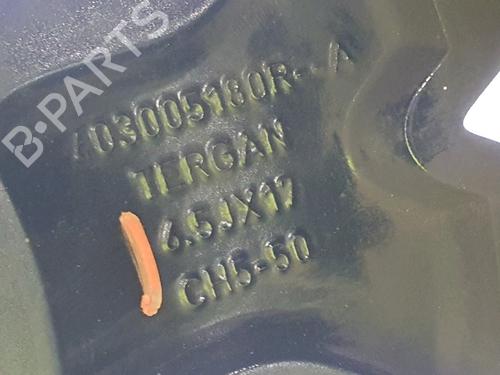 B-PARTS
403005180R--A
TERGAN
6.5JX17
CH5-50